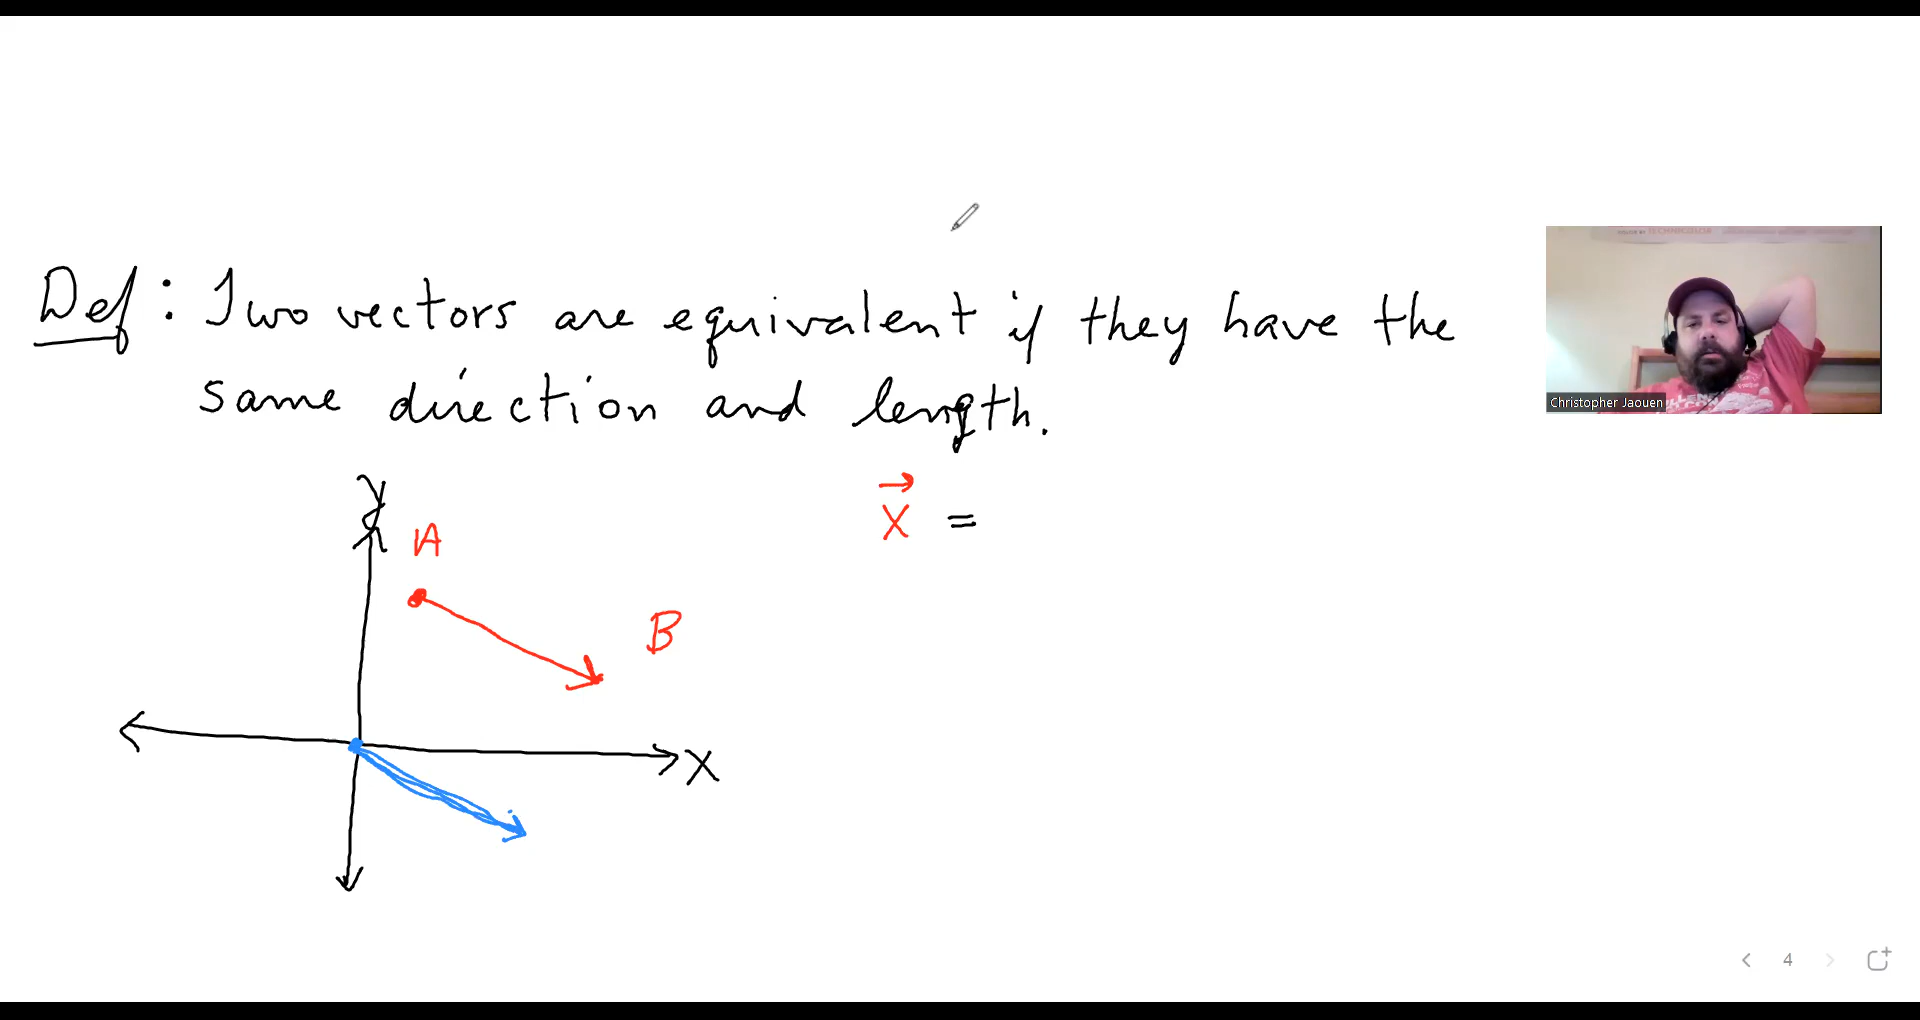 Def: Two vectors are equivalent if they have the
same direction and length.
y
A
x⃗ =
B
x
Christopher Jaouen
4